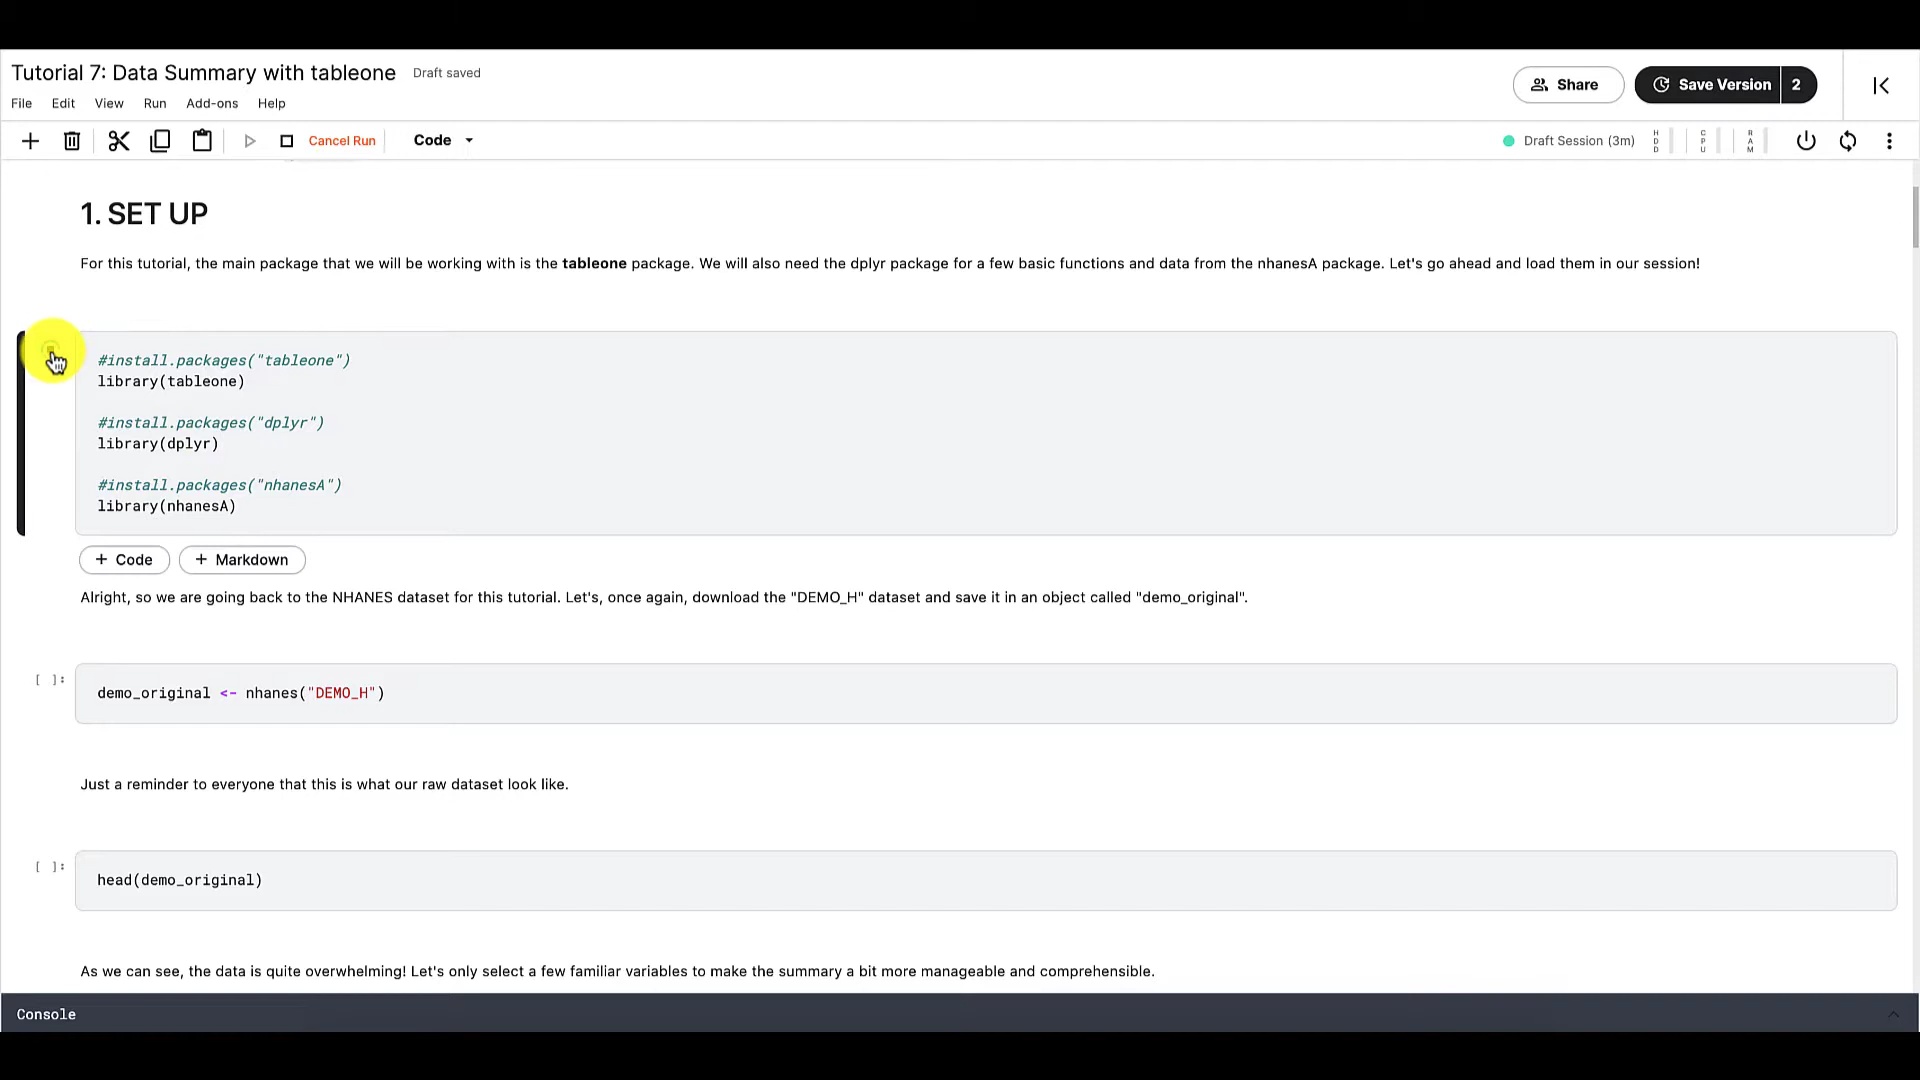 Tutorial 7: Data Summary with tableone Draft saved
Share
Save Version 2
File Edit View Run Add-ons Help
Cancel Run Code
Draft Session (3m) HDD CPU RAM
1. SET UP
For this tutorial, the main package that we will be working with is the tableone package. We will also need the dplyr package for a few basic functions and data from the nhanesA package. Let's go ahead and load them in our session!
#install.packages("tableone")
library(tableone)
#install.packages("dplyr")
library(dplyr)
#install.packages("nhanesA")
library(nhanesA)
+ Code + Markdown
Alright, so we are going back to the NHANES dataset for this tutorial. Let's, once again, download the "DEMO_H" dataset and save it in an object called "demo_original".
[ ]: demo_original <- nhanes("DEMO_H")
Just a reminder to everyone that this is what our raw dataset look like.
[ ]: head(demo_original)
As we can see, the data is quite overwhelming! Let's only select a few familiar variables to make the summary a bit more manageable and comprehensible.
Console